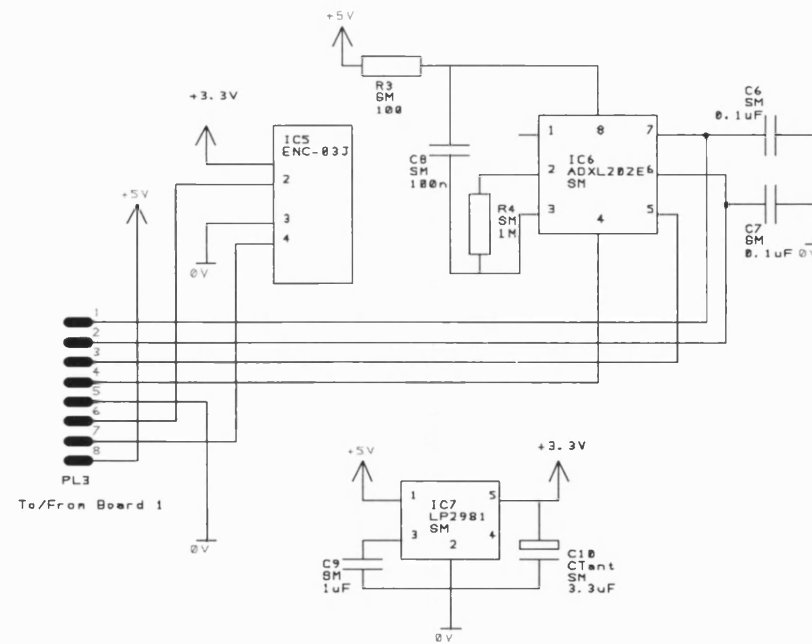 +5V
R3
SM
100
+3.3V
IC5
ENC-03J
2
3
4
0V
+5V
C8
SM
100n
R4
SM
1M
1
2
3
8
IC6
ADXL202E
SM
4
7
6
5
C6
SM
0.1uF
C7
SM
0.1uF
0V
1
2
3
4
5
6
7
8
PL3
To/From Board 1
0V
+5V
+3.3V
1
IC7
LP2981
SM
3
2
5
4
C9
SM
1uF
C10
CTant
SM
3.3uF
0V